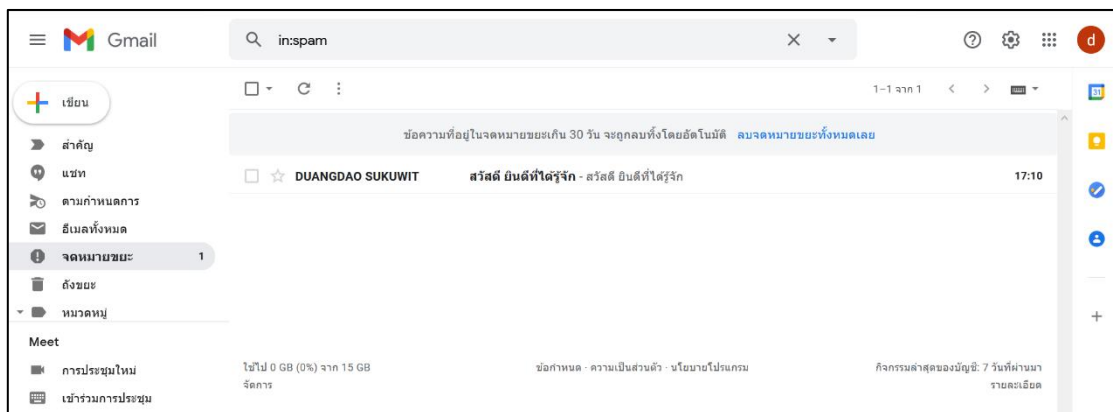 Gmail
in:spam
d
เขียน
1–1 จาก 1
31
ข้อความที่อยู่ในจดหมายขยะเกิน 30 วัน จะถูกลบทิ้งโดยอัตโนมัติ ลบจดหมายขยะทั้งหมดเลย
สำคัญ
แชท
DUANGDAO SUKUWIT สวัสดี ยินดีที่ได้รู้จัก - สวัสดี ยินดีที่ได้รู้จัก 17:10
ตามกำหนดการ
อีเมลทั้งหมด
จดหมายขยะ 1
ถังขยะ
หมวดหมู่
Meet
การประชุมใหม่
เข้าร่วมการประชุม
ใช้ไป 0 GB (0%) จาก 15 GB
จัดการ
ข้อกำหนด · ความเป็นส่วนตัว · นโยบายโปรแกรม
กิจกรรมล่าสุดของบัญชี: 7 วันที่ผ่านมา
รายละเอียด